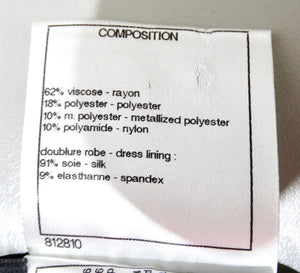 COMPOSITION
62% viscose - rayon
18% polyester - polyester
10% m. polyester - metallized polyester
10% polyamide - nylon
doublure robe - dress lining :
91% soie - silk
9% elasthanne - spandex
812810